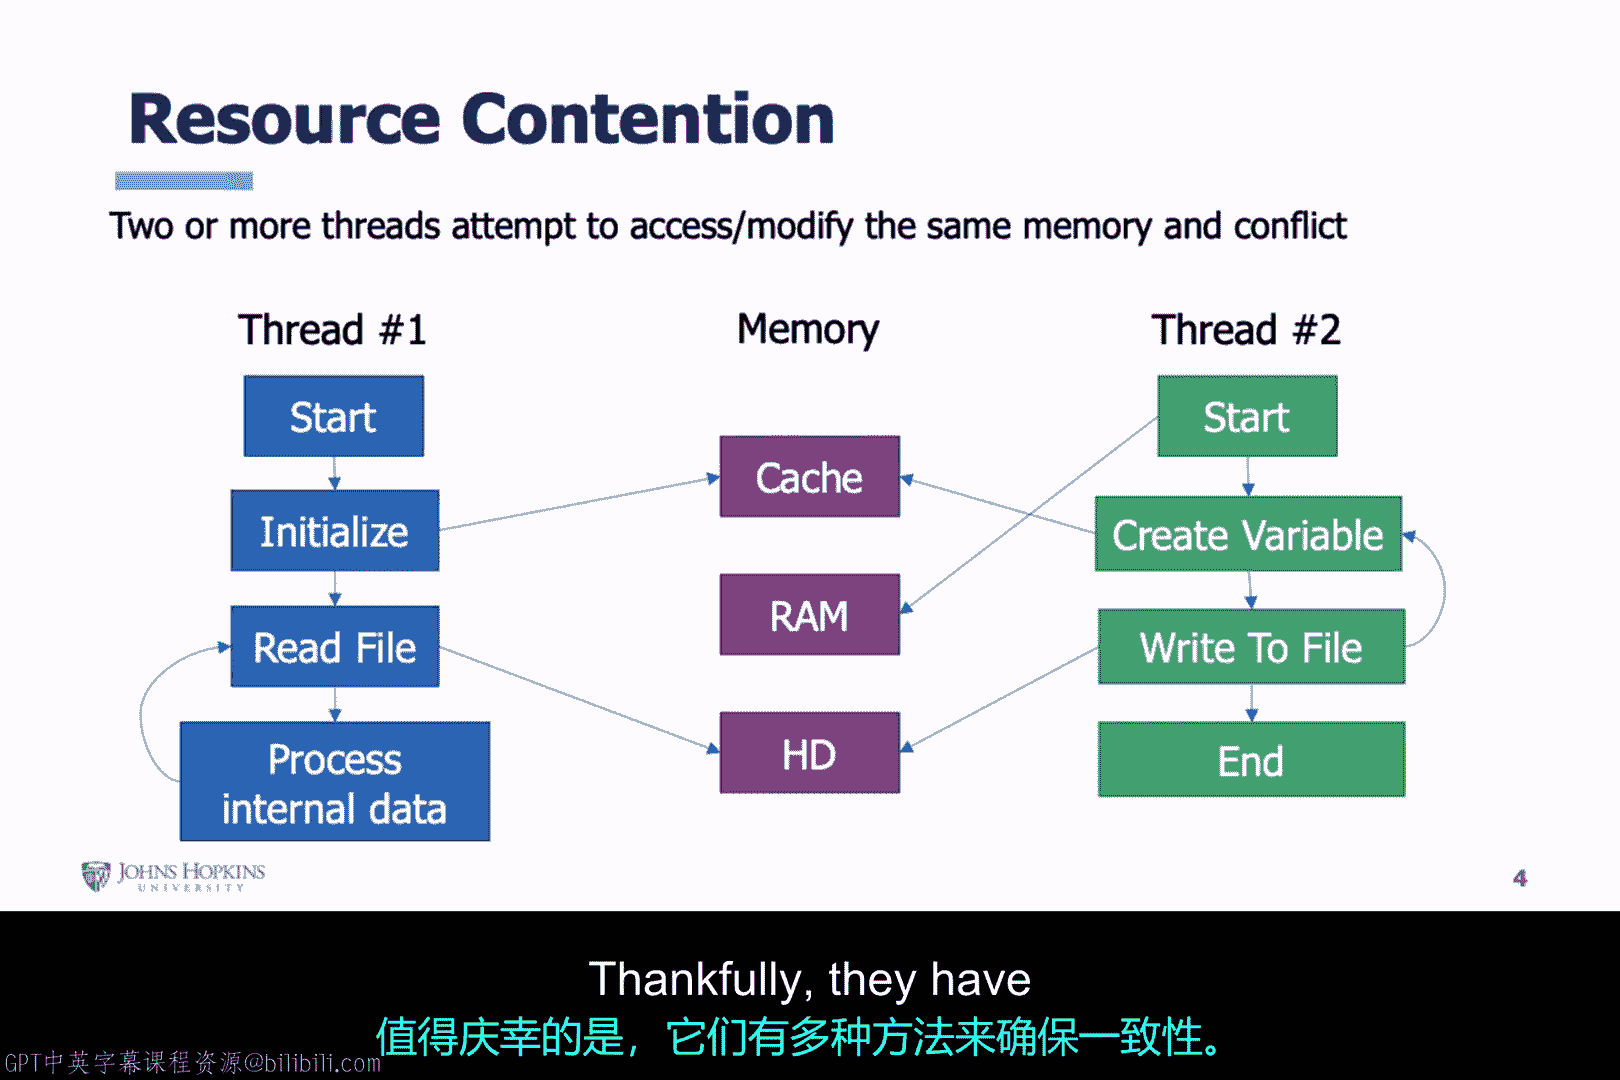 Resource Contention
Two or more threads attempt to access/modify the same memory and conflict
Thread #1
Memory
Thread #2
Start
Initialize
Read File
Process
internal data
Cache
RAM
HD
Start
Create Variable
Write To File
End
JOHNS HOPKINS
UNIVERSITY
4
Thankfully, they have
值得庆幸的是，它们有多种方法来确保一致性。
GPT中英字幕课程资源@bilibili.com